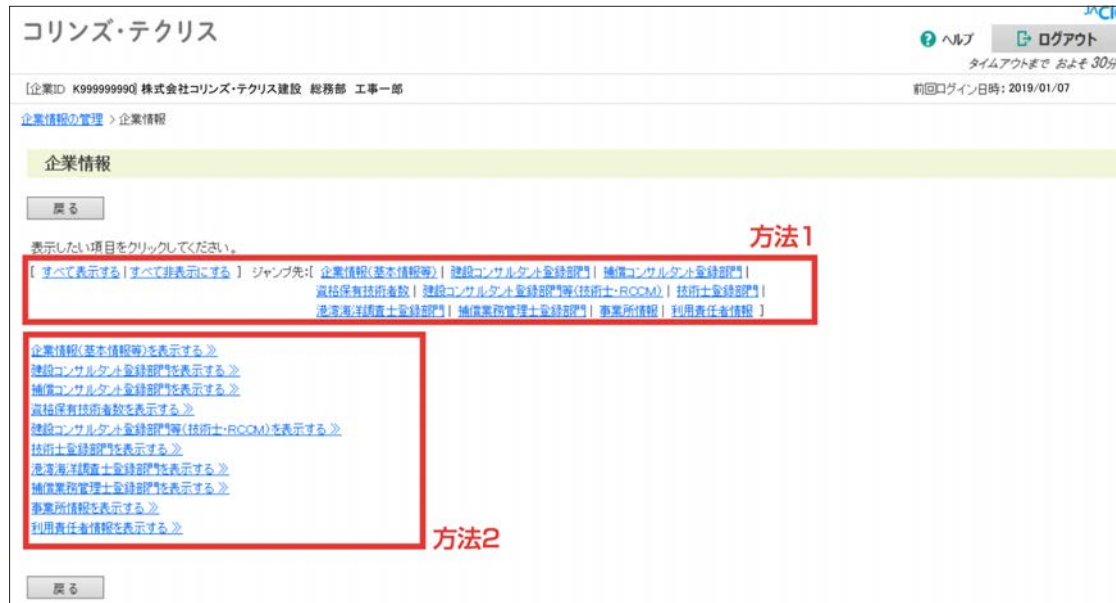 コリンズ・テクリス
ヘルプ ログアウト
タイムアウトまで およそ 30分
[企業ID K999999990] 株式会社コリンズ・テクリス建設 総務部 工事一郎 前回ログイン日時：2019/01/07
企業情報の管理 > 企業情報
企業情報
戻る
表示したい項目をクリックしてください。
方法1
[ すべて表示する | すべて非表示にする ] ジャンプ先：[ 企業情報(基本情報等) | 建設コンサルタント登録部門 | 補償コンサルタント登録部門 |
資格保有技術者数 | 建設コンサルタント登録部門等(技術士・RCCM) | 技術士登録部門 |
港湾海洋調査士登録部門 | 補償業務管理士登録部門 | 事業所情報 | 利用責任者情報 ]
企業情報(基本情報等)を表示する≫
建設コンサルタント登録部門を表示する≫
補償コンサルタント登録部門を表示する≫
資格保有技術者数を表示する≫
建設コンサルタント登録部門等(技術士・RCCM)を表示する≫
技術士登録部門を表示する≫
港湾海洋調査士登録部門を表示する≫
補償業務管理士登録部門を表示する≫
事業所情報を表示する≫
利用責任者情報を表示する≫
方法2
戻る